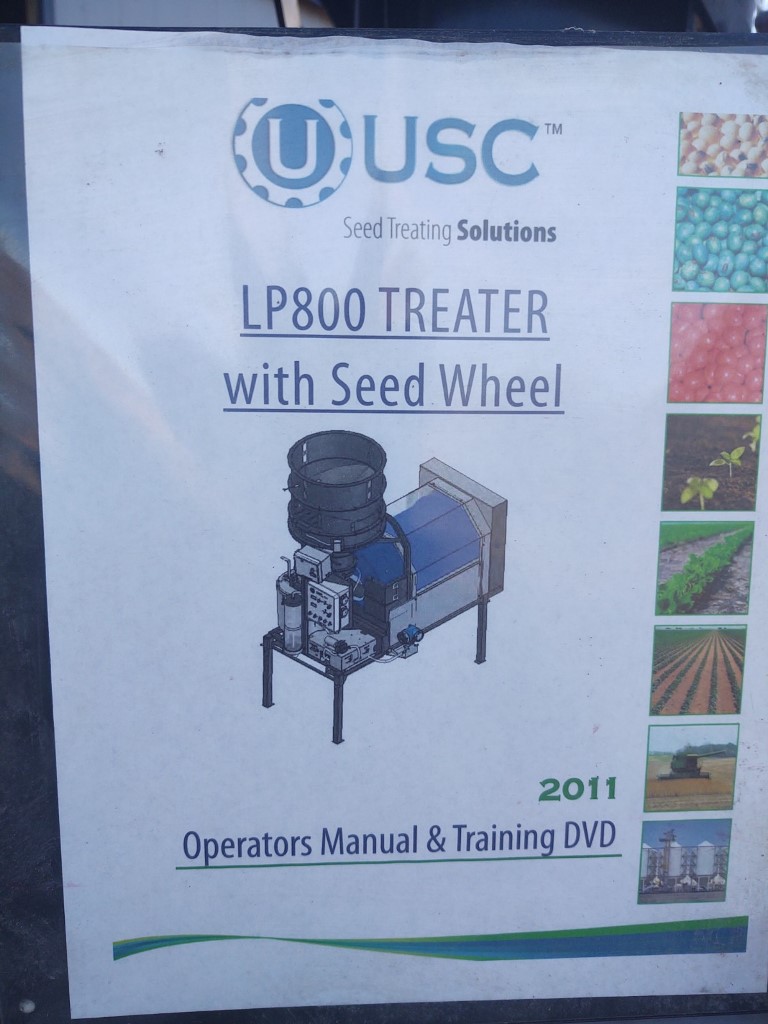 U USC™
Seed Treating Solutions
LP800 TREATER
with Seed Wheel
2011
Operators Manual & Training DVD